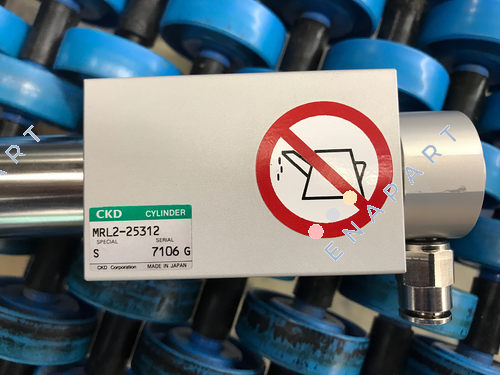 CKD CYLINDER
MRL2-25312
SPECIAL SERIAL
S 7106 G
CKD Corporation MADE IN JAPAN
ENAPART
ENAPART